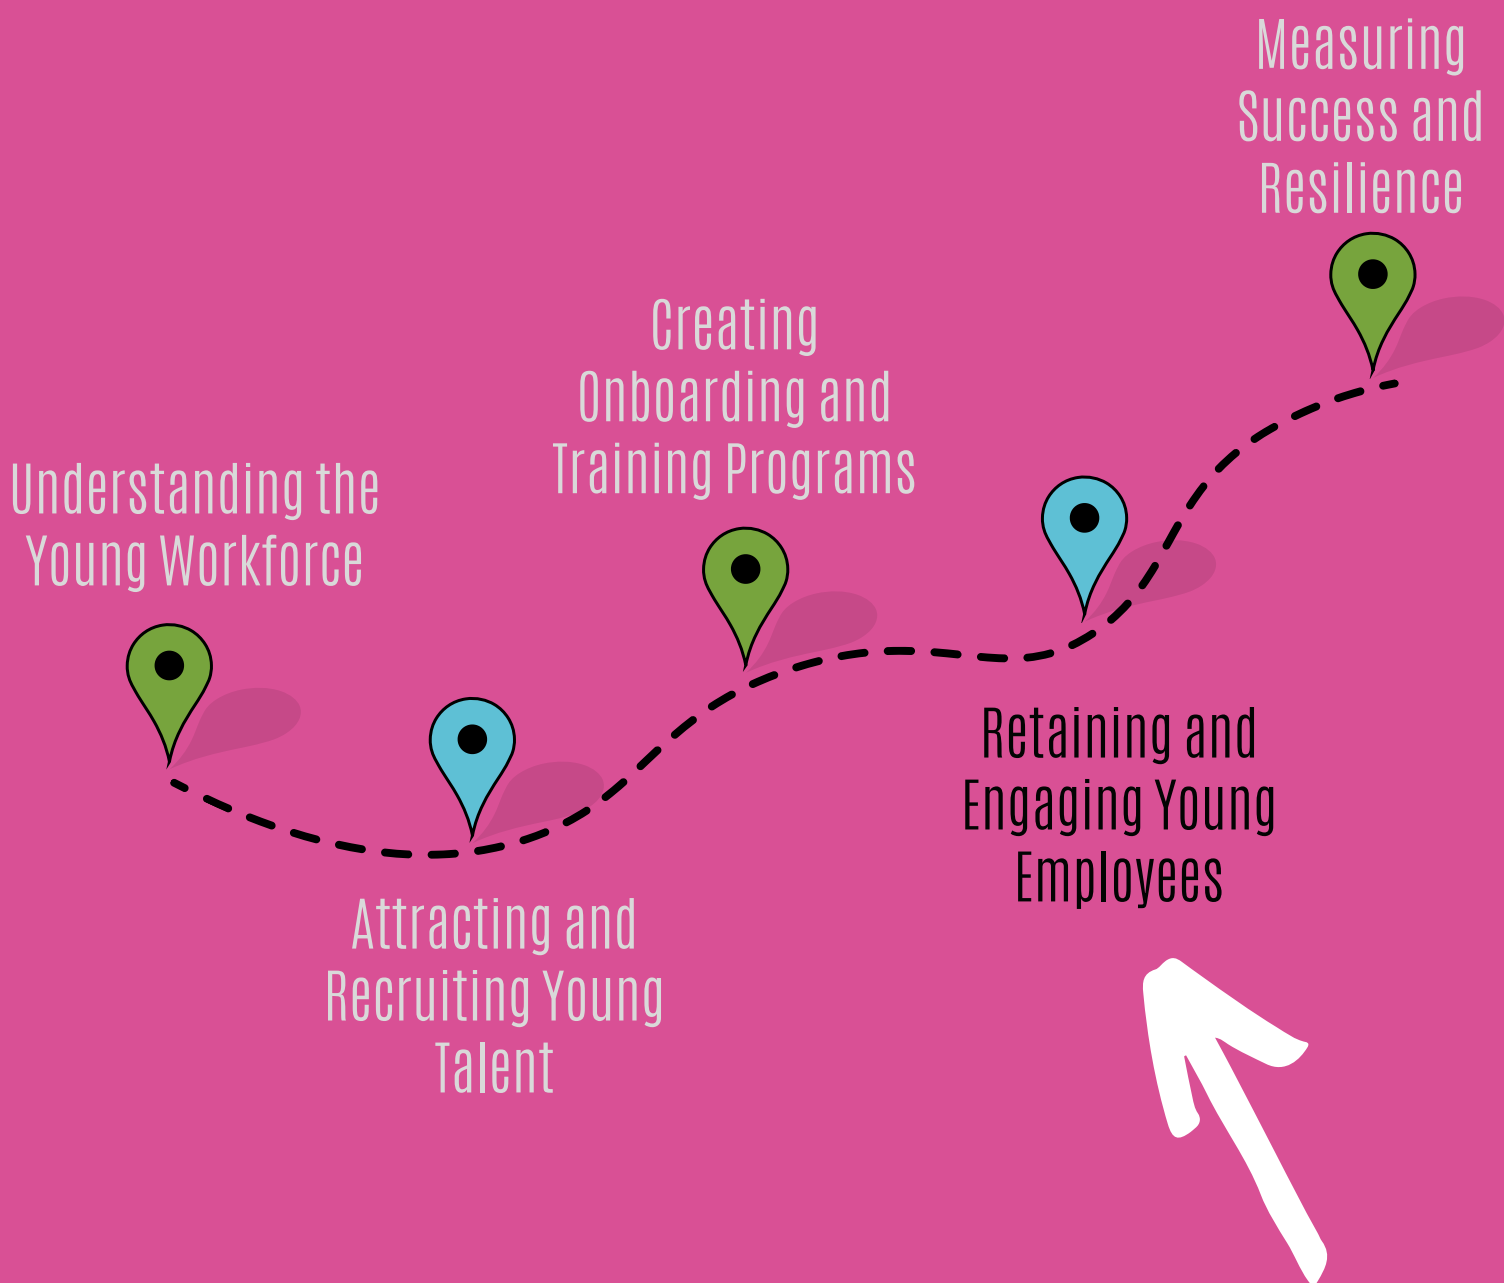 Understanding the
Young Workforce
Attracting and
Recruiting Young
Talent
Creating
Onboarding and
Training Programs
Retaining and
Engaging Young
Employees
Measuring
Success and
Resilience